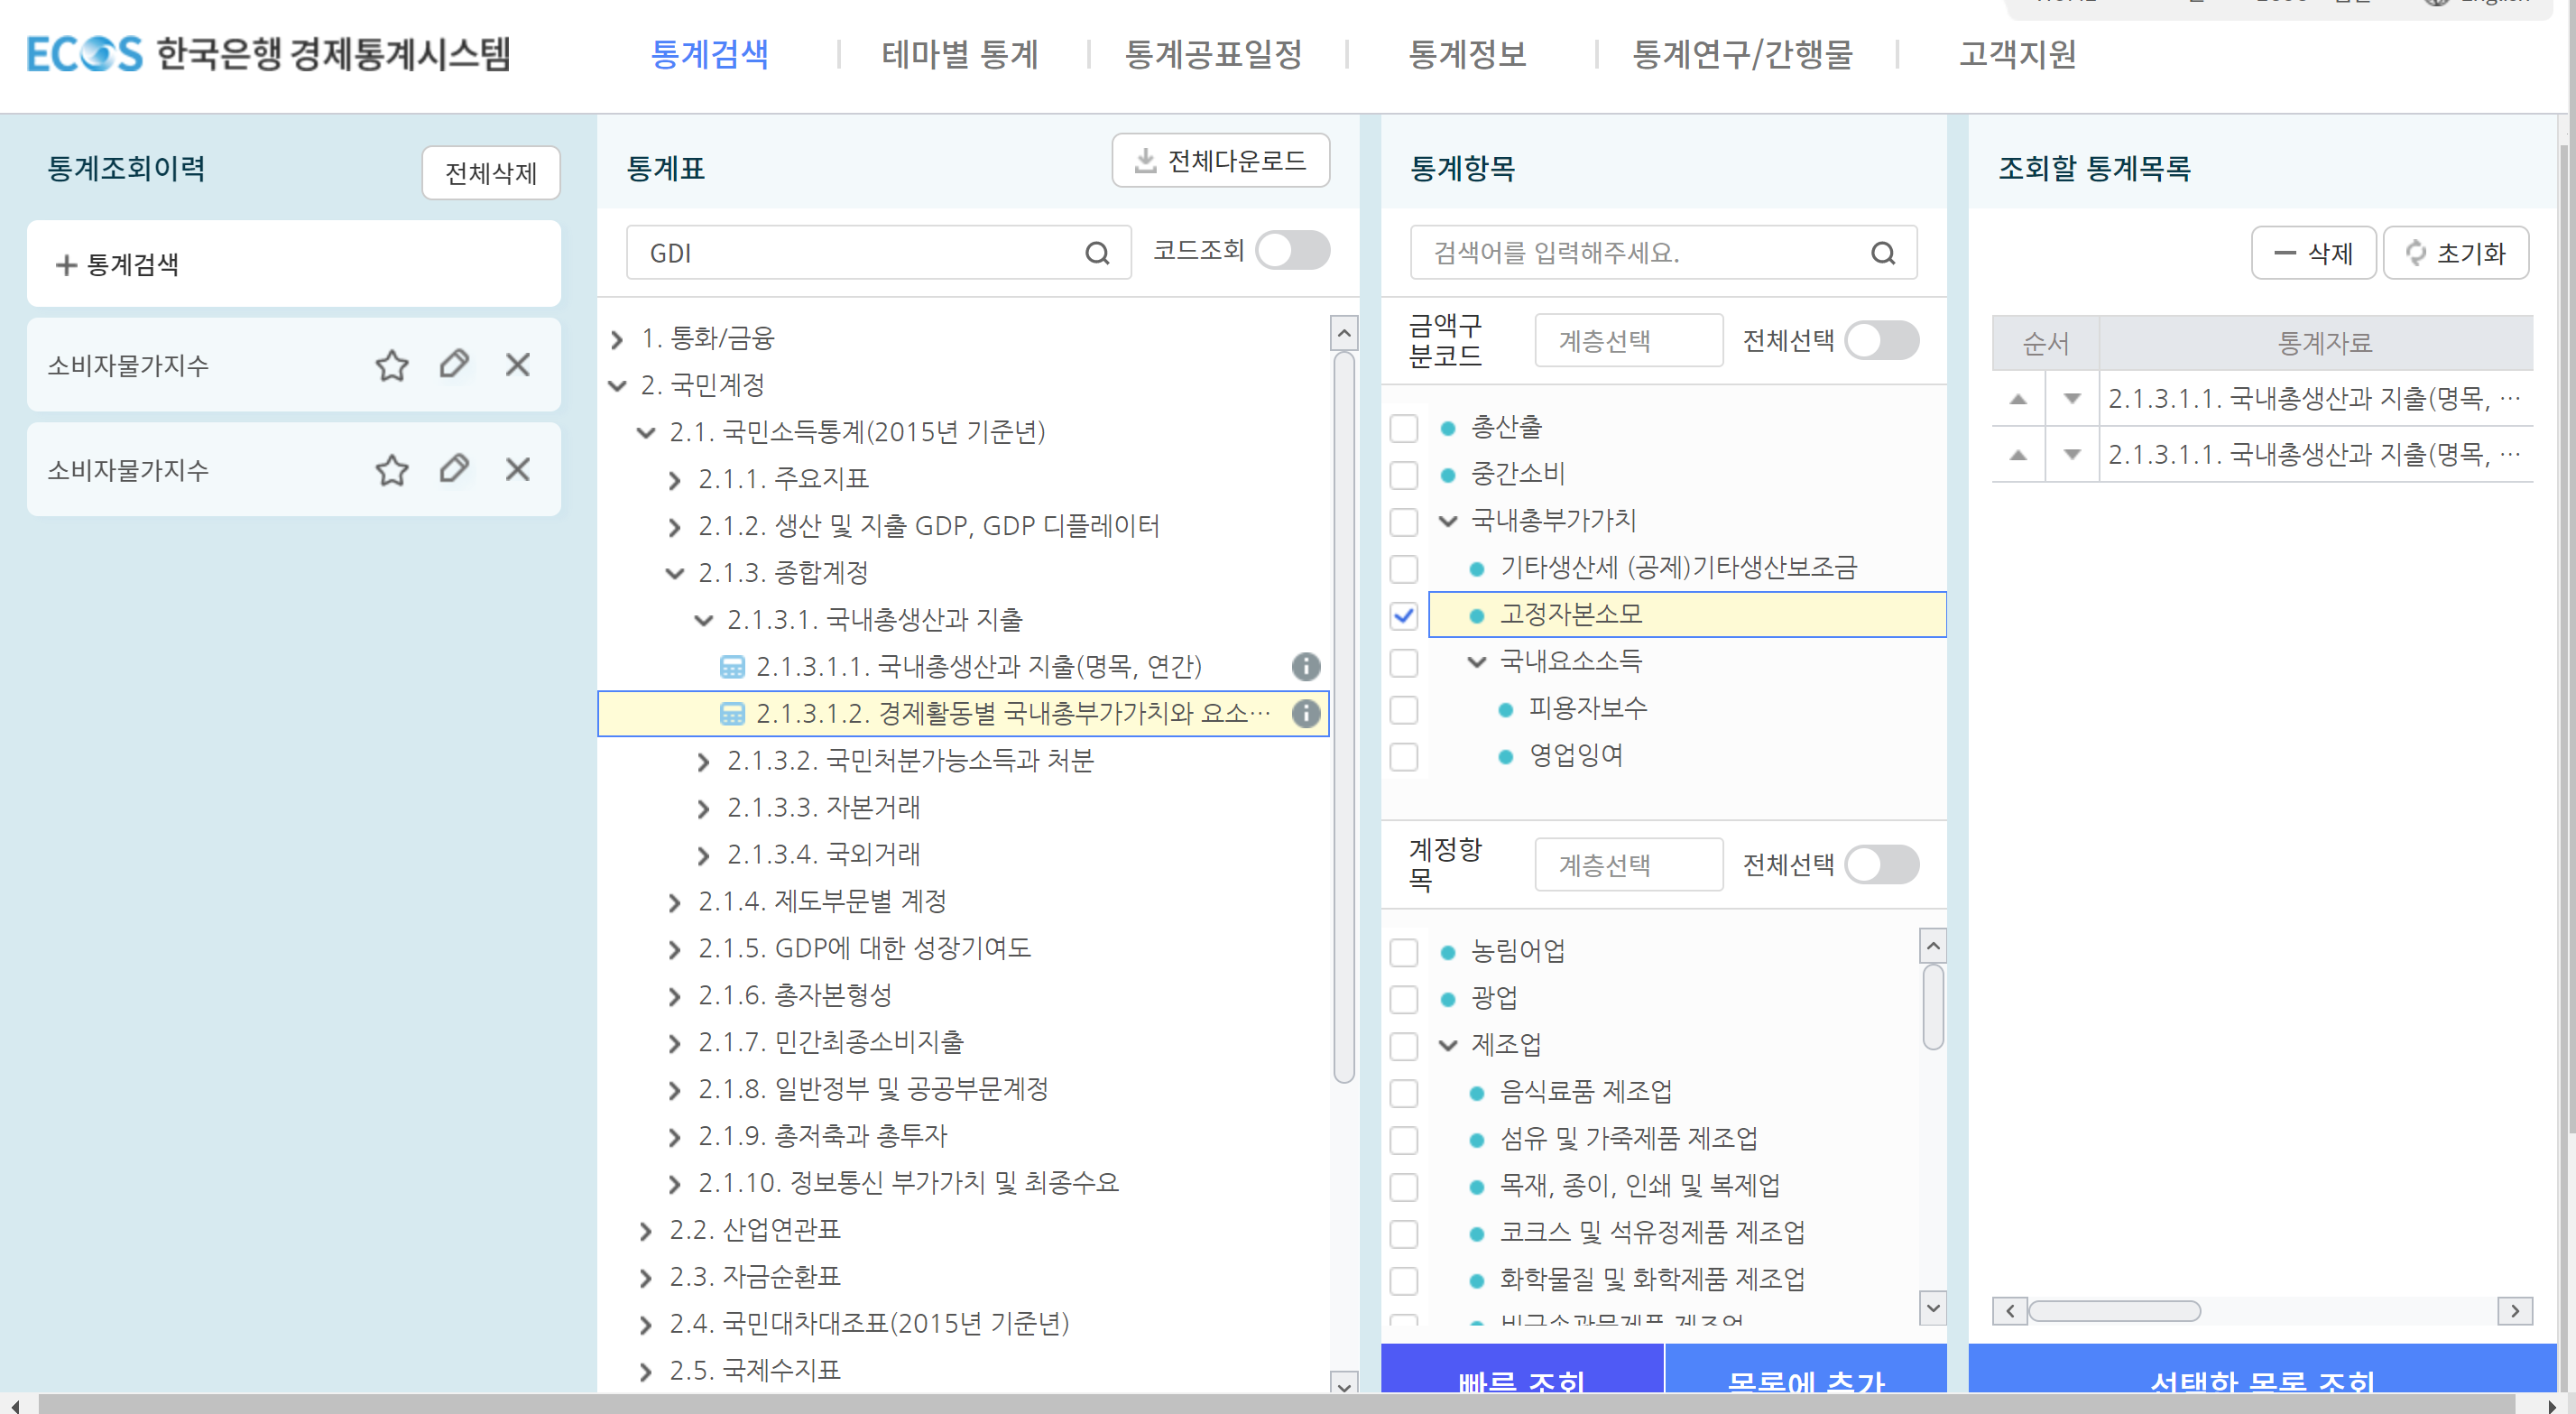 English
ECOS 한국은행 경제통계시스템
통계검색
테마별 통계
통계공표일정
통계정보
통계연구/간행물
고객지원
통계조회이력
전체삭제
통계검색
소비자물가지수
소비자물가지수
통계표
전체다운로드
GDI
코드조회
1. 통화/금융
2. 국민계정
2.1. 국민소득통계(2015년 기준년)
2.1.1. 주요지표
2.1.2. 생산 및 지출 GDP, GDP 디플레이터
2.1.3. 종합계정
2.1.3.1. 국내총생산과 지출
2.1.3.1.1. 국내총생산과 지출(명목, 연간)
2.1.3.1.2. 경제활동별 국내총부가가치와 요소…
2.1.3.2. 국민처분가능소득과 처분
2.1.3.3. 자본거래
2.1.3.4. 국외거래
2.1.4. 제도부문별 계정
2.1.5. GDP에 대한 성장기여도
2.1.6. 총자본형성
2.1.7. 민간최종소비지출
2.1.8. 일반정부 및 공공부문계정
2.1.9. 총저축과 총투자
2.1.10. 정보통신 부가가치 및 최종수요
2.2. 산업연관표
2.3. 자금순환표
2.4. 국민대차대조표(2015년 기준년)
2.5. 국제수지표
통계항목
검색어를 입력해주세요.
금액구
분코드
계층선택
전체선택
총산출
중간소비
국내총부가가치
기타생산세 (공제)기타생산보조금
고정자본소모
국내요소소득
피용자보수
영업잉여
계정항
목
계층선택
전체선택
농림어업
광업
제조업
음식료품 제조업
섬유 및 가죽제품 제조업
목재, 종이, 인쇄 및 복제업
코크스 및 석유정제품 제조업
화학물질 및 화학제품 제조업
비금속광물제품 제조업
빠른 조회
목록에 추가
조회할 통계목록
삭제
초기화
순서
통계자료
2.1.3.1.1. 국내총생산과 지출(명목, …
2.1.3.1.1. 국내총생산과 지출(명목, …
선택한 목록 조회